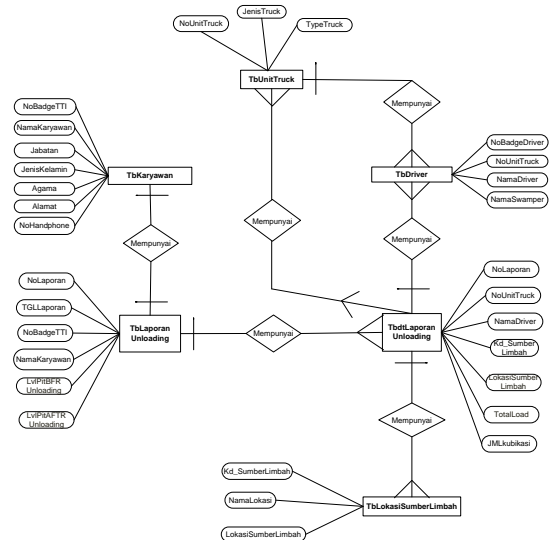 JenisTruck
NoUnitTruck
TypeTruck
TbUnitTruck
Mempunyai
NoBadgeTTI
NamaKaryawan
Jabatan
JenisKelamin
Agama
Alamat
NoHandphone
TbKaryawan
NoBadgeDriver
NoUnitTruck
NamaDriver
NamaSwamper
TbDriver
Mempunyai
Mempunyai
Mempunyai
NoLaporan
TGLLaporan
NoBadgeTTI
NamaKaryawan
LvlPitBFR
Unloading
LvlPitAFTR
Unloading
TbLaporan
Unloading
Mempunyai
TbdtLaporan
Unloading
NoLaporan
NoUnitTruck
NamaDriver
Kd_Sumber
Limbah
LokasiSumber
Limbah
TotalLoad
JMLkubikasi
Mempunyai
Kd_SumberLimbah
NamaLokasi
LokasiSumberLimbah
TbLokasiSumberLimbah